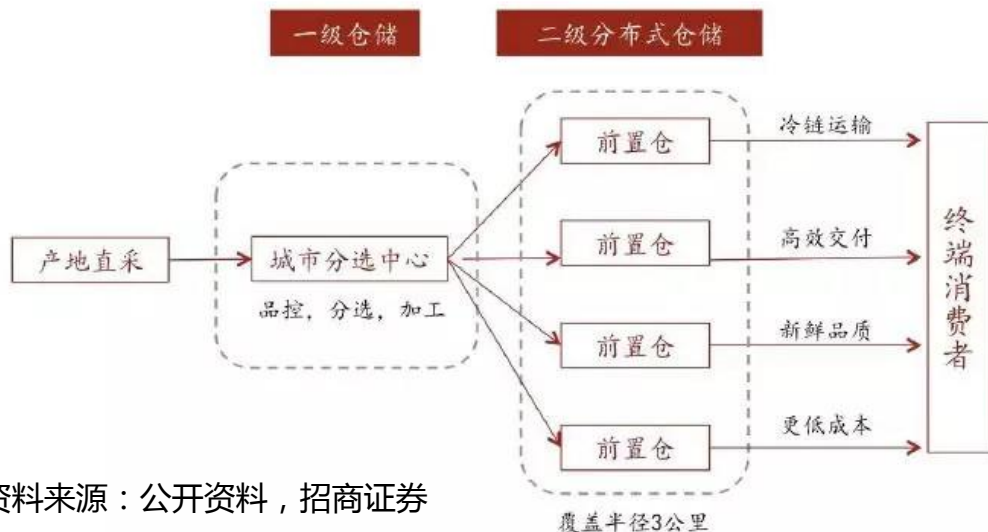 一级仓储
二级分布式仓储
产地直采
城市分选中心
品控，分选，加工
前置仓
前置仓
前置仓
前置仓
冷链运输
高效交付
新鲜品质
更低成本
终端消费者
资料来源：公开资料，招商证券
覆盖半径3公里